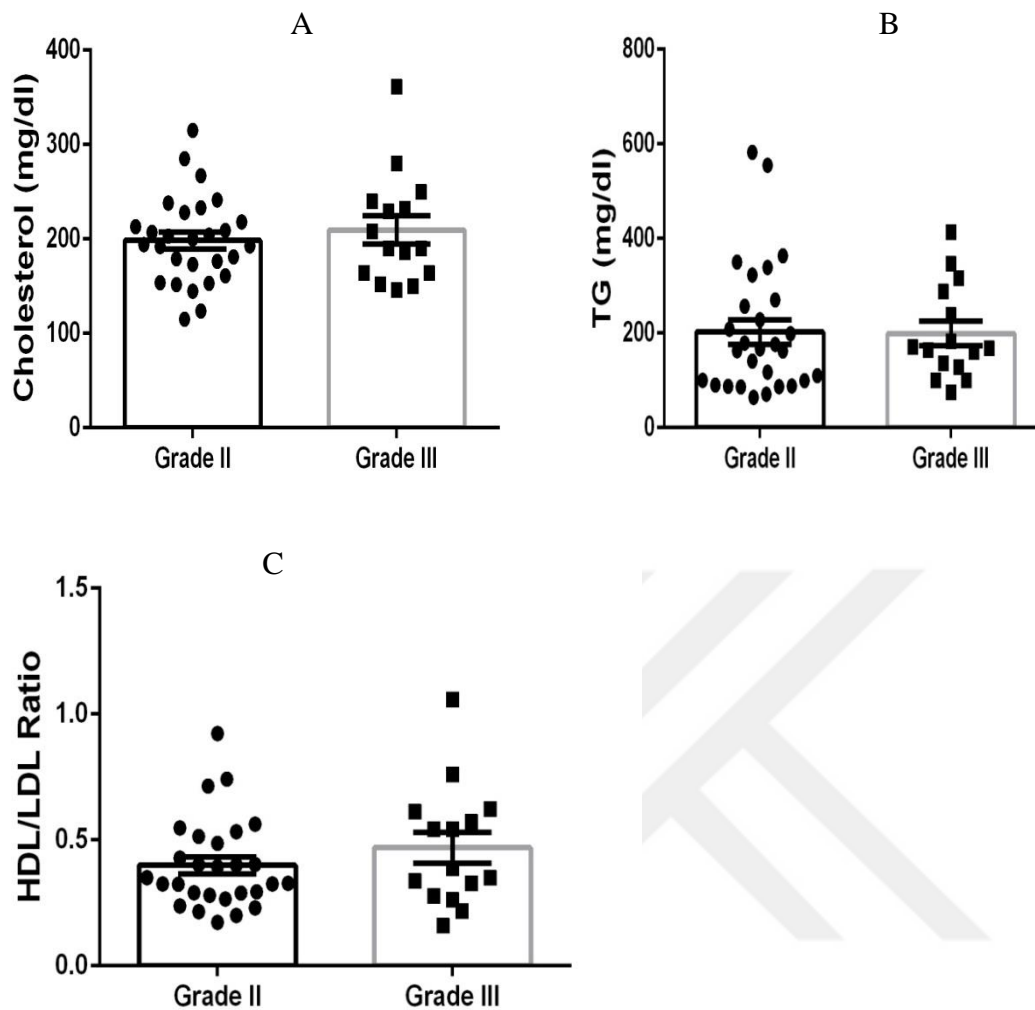 A
Cholesterol (mg/dl)
400
300
200
100
0
Grade II
Grade III
B
TG (mg/dl)
800
600
400
200
0
Grade II
Grade III
C
HDL/LDL Ratio
1.5
1.0
0.5
0.0
Grade II
Grade III